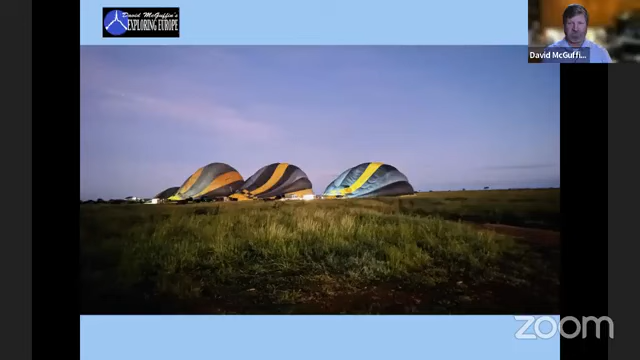 David McGuffin's
EXPLORING EUROPE
David McGuffi...
zoom